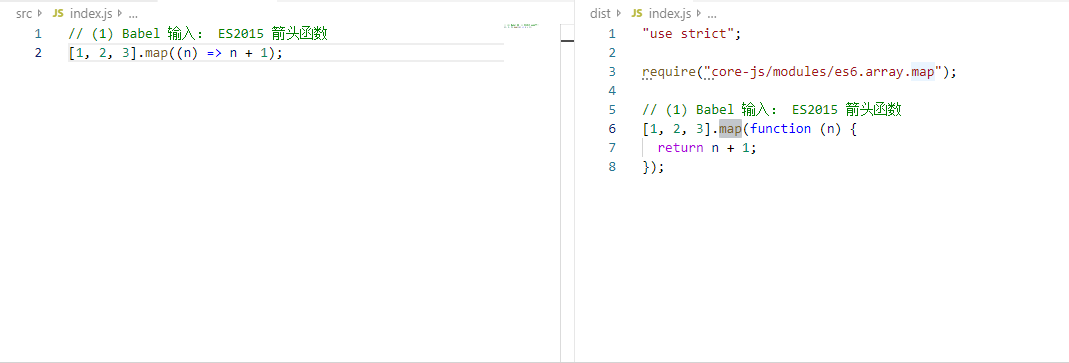 src › JS index.js › ...
1 // (1) Babel 输入： ES2015 箭头函数
2 [1, 2, 3].map((n) => n + 1);
dist › JS index.js › ...
1 "use strict";
2
3 require("core-js/modules/es6.array.map");
4
5 // (1) Babel 输入： ES2015 箭头函数
6 [1, 2, 3].map(function (n) {
7 return n + 1;
8 });